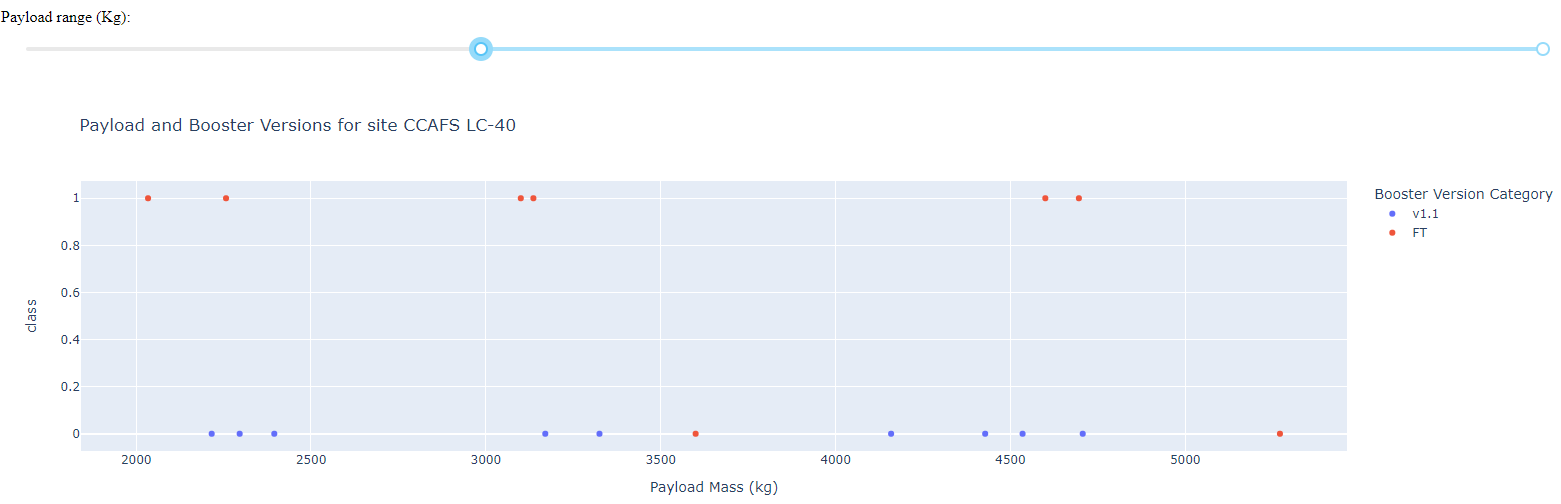 Payload range (Kg):
Payload and Booster Versions for site CCAFS LC-40
Booster Version Category
v1.1
FT
class
1
0.8
0.6
0.4
0.2
0
2000 2500 3000 3500 4000 4500 5000
Payload Mass (kg)